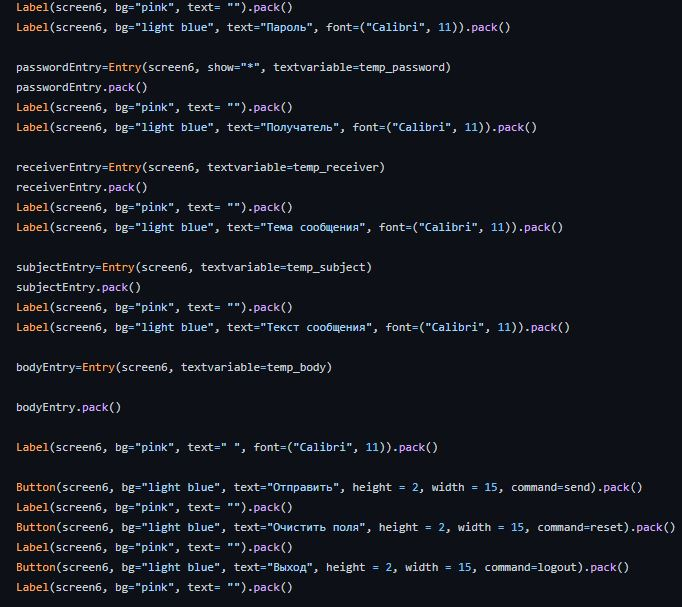 Label(screen6, bg="pink", text= "").pack()
Label(screen6, bg="light blue", text="Пароль", font=("Calibri", 11)).pack()
passwordEntry=Entry(screen6, show="*", textvariable=temp_password)
passwordEntry.pack()
Label(screen6, bg="pink", text= "").pack()
Label(screen6, bg="light blue", text="Получатель", font=("Calibri", 11)).pack()
receiverEntry=Entry(screen6, textvariable=temp_receiver)
receiverEntry.pack()
Label(screen6, bg="pink", text= "").pack()
Label(screen6, bg="light blue", text="Тема сообщения", font=("Calibri", 11)).pack()
subjectEntry=Entry(screen6, textvariable=temp_subject)
subjectEntry.pack()
Label(screen6, bg="pink", text= "").pack()
Label(screen6, bg="light blue", text="Текст сообщения", font=("Calibri", 11)).pack()
bodyEntry=Entry(screen6, textvariable=temp_body)
bodyEntry.pack()
Label(screen6, bg="pink", text=" ", font=("Calibri", 11)).pack()
Button(screen6, bg="light blue", text="Отправить", height = 2, width = 15, command=send).pack()
Label(screen6, bg="pink", text= "").pack()
Button(screen6, bg="light blue", text="Очистить поля", height = 2, width = 15, command=reset).pack()
Label(screen6, bg="pink", text= "").pack()
Button(screen6, bg="light blue", text="Выход", height = 2, width = 15, command=logout).pack()
Label(screen6, bg="pink", text= "").pack()